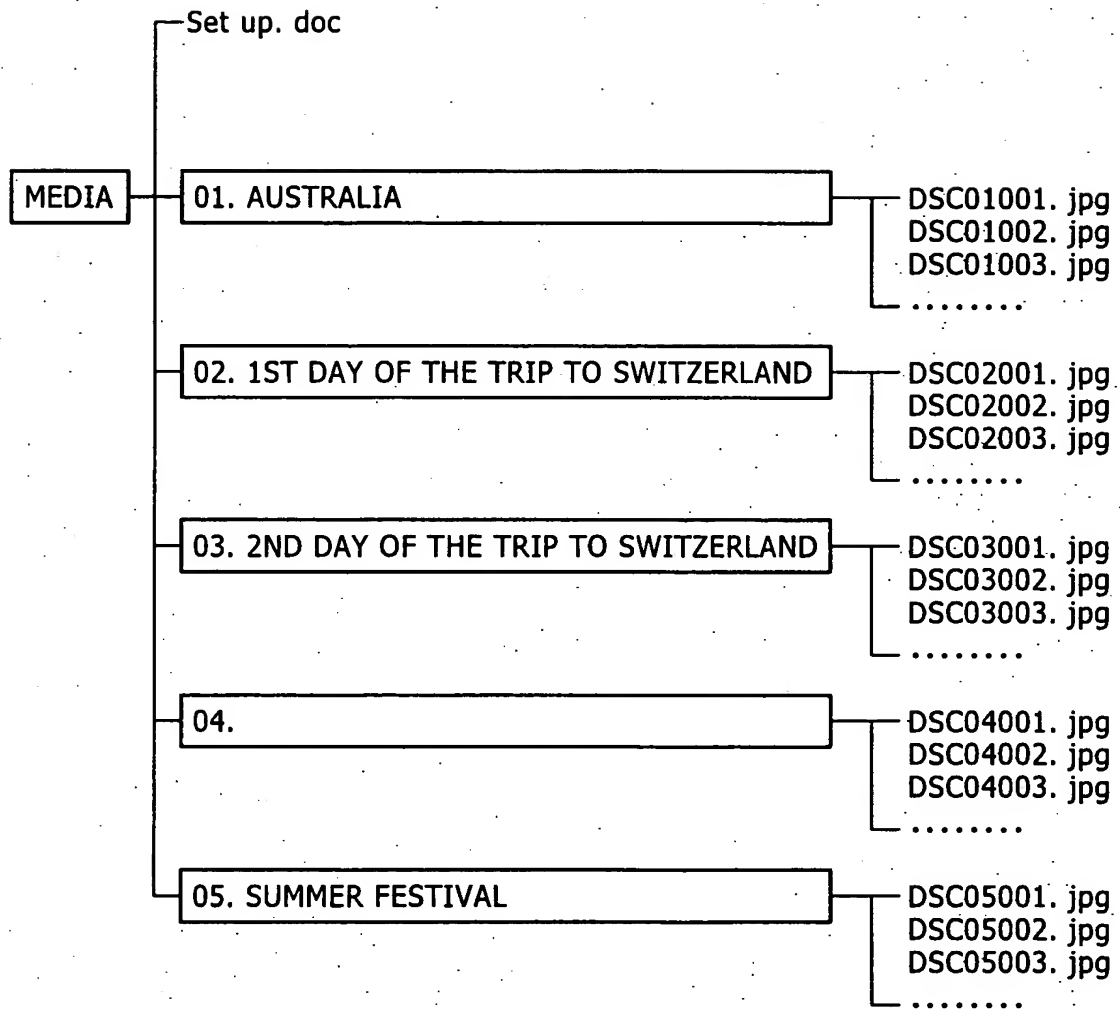 Set up. doc
MEDIA
01. AUSTRALIA
DSC01001. jpg
DSC01002. jpg
DSC01003. jpg
........
02. 1ST DAY OF THE TRIP TO SWITZERLAND
DSC02001. jpg
DSC02002. jpg
DSC02003. jpg
........
03. 2ND DAY OF THE TRIP TO SWITZERLAND
DSC03001. jpg
DSC03002. jpg
DSC03003. jpg
........
04.
DSC04001. jpg
DSC04002. jpg
DSC04003. jpg
........
05. SUMMER FESTIVAL
DSC05001. jpg
DSC05002. jpg
DSC05003. jpg
........